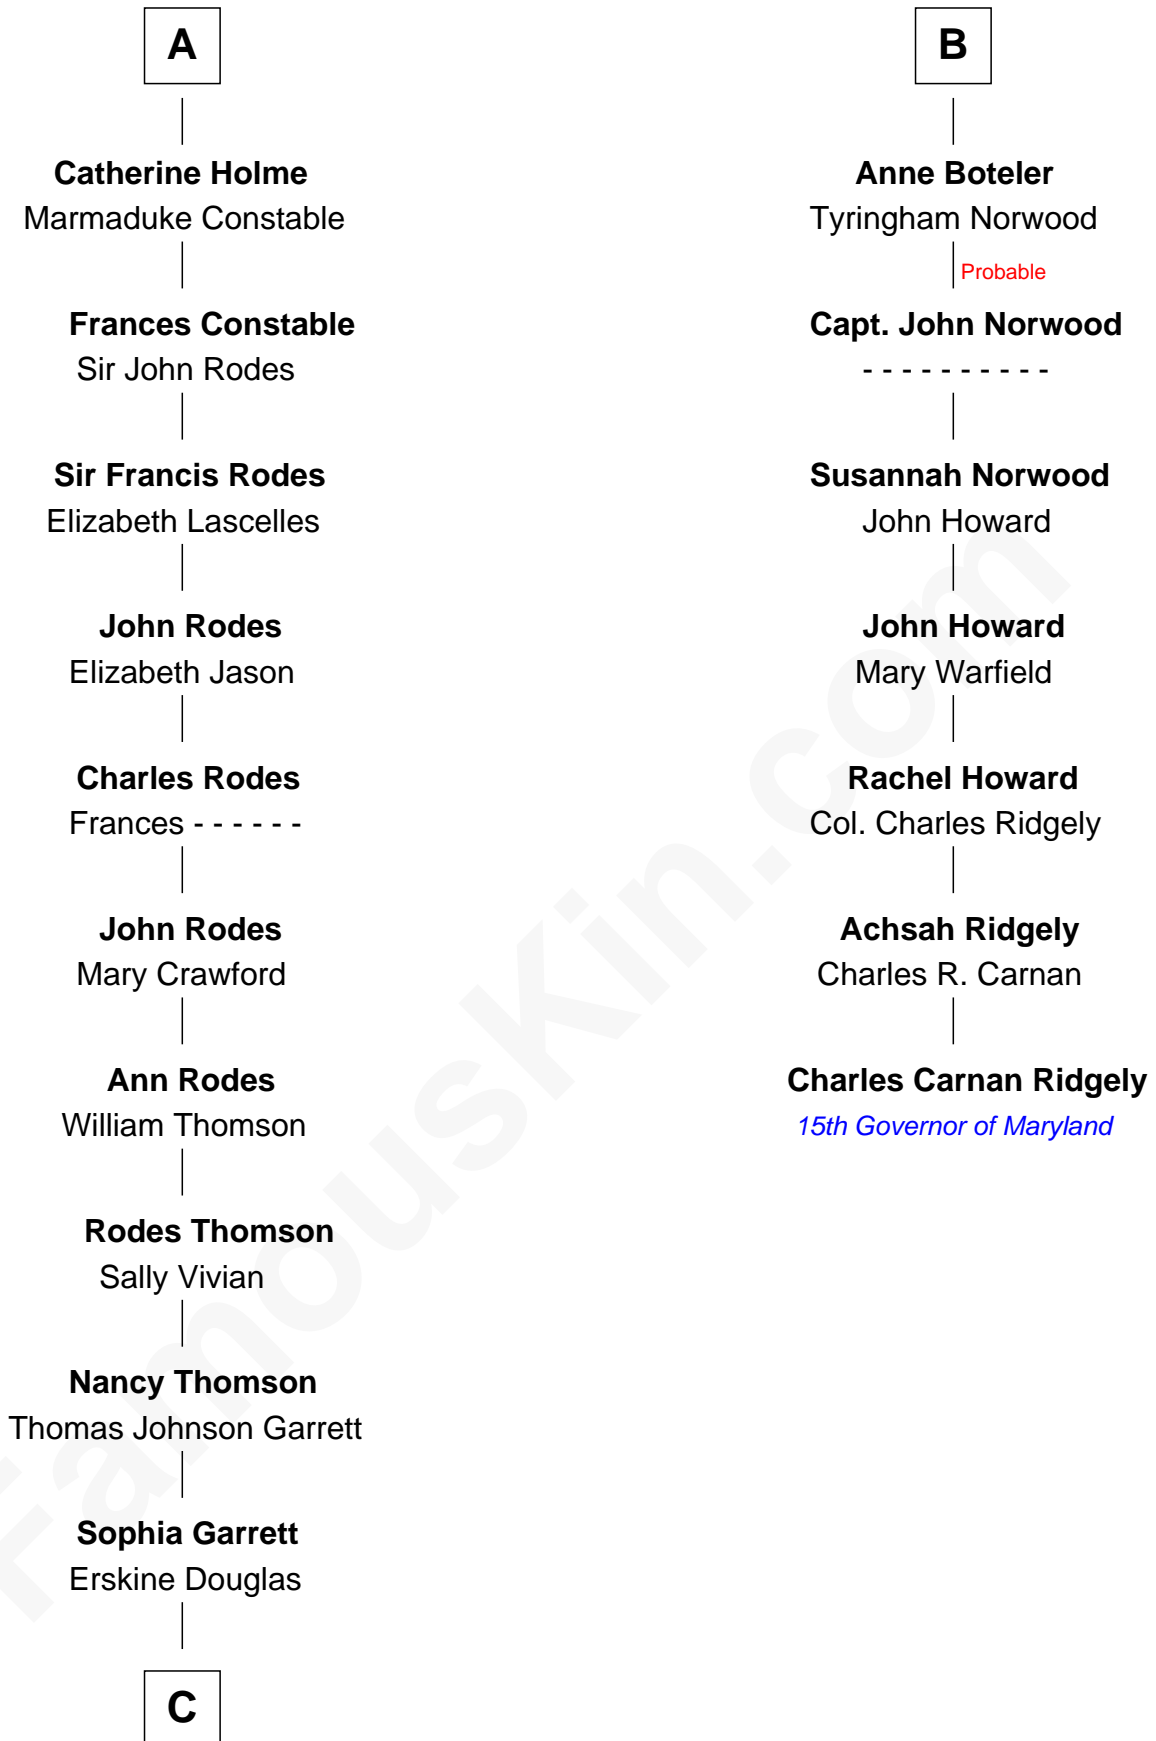 A
Catherine Holme
Marmaduke Constable
Frances Constable
Sir John Rodes
Sir Francis Rodes
Elizabeth Lascelles
John Rodes
Elizabeth Jason
Charles Rodes
Frances - - - - - -
John Rodes
Mary Crawford
Ann Rodes
William Thomson
Rodes Thomson
Sally Vivian
Nancy Thomson
Thomas Johnson Garrett
Sophia Garrett
Erskine Douglas
C
B
Anne Boteler
Tyringham Norwood
Probable
Capt. John Norwood
- - - - - - - - - -
Susannah Norwood
John Howard
John Howard
Mary Warfield
Rachel Howard
Col. Charles Ridgely
Achsah Ridgely
Charles R. Carnan
Charles Carnan Ridgely
15th Governor of Maryland
FamousKin.com